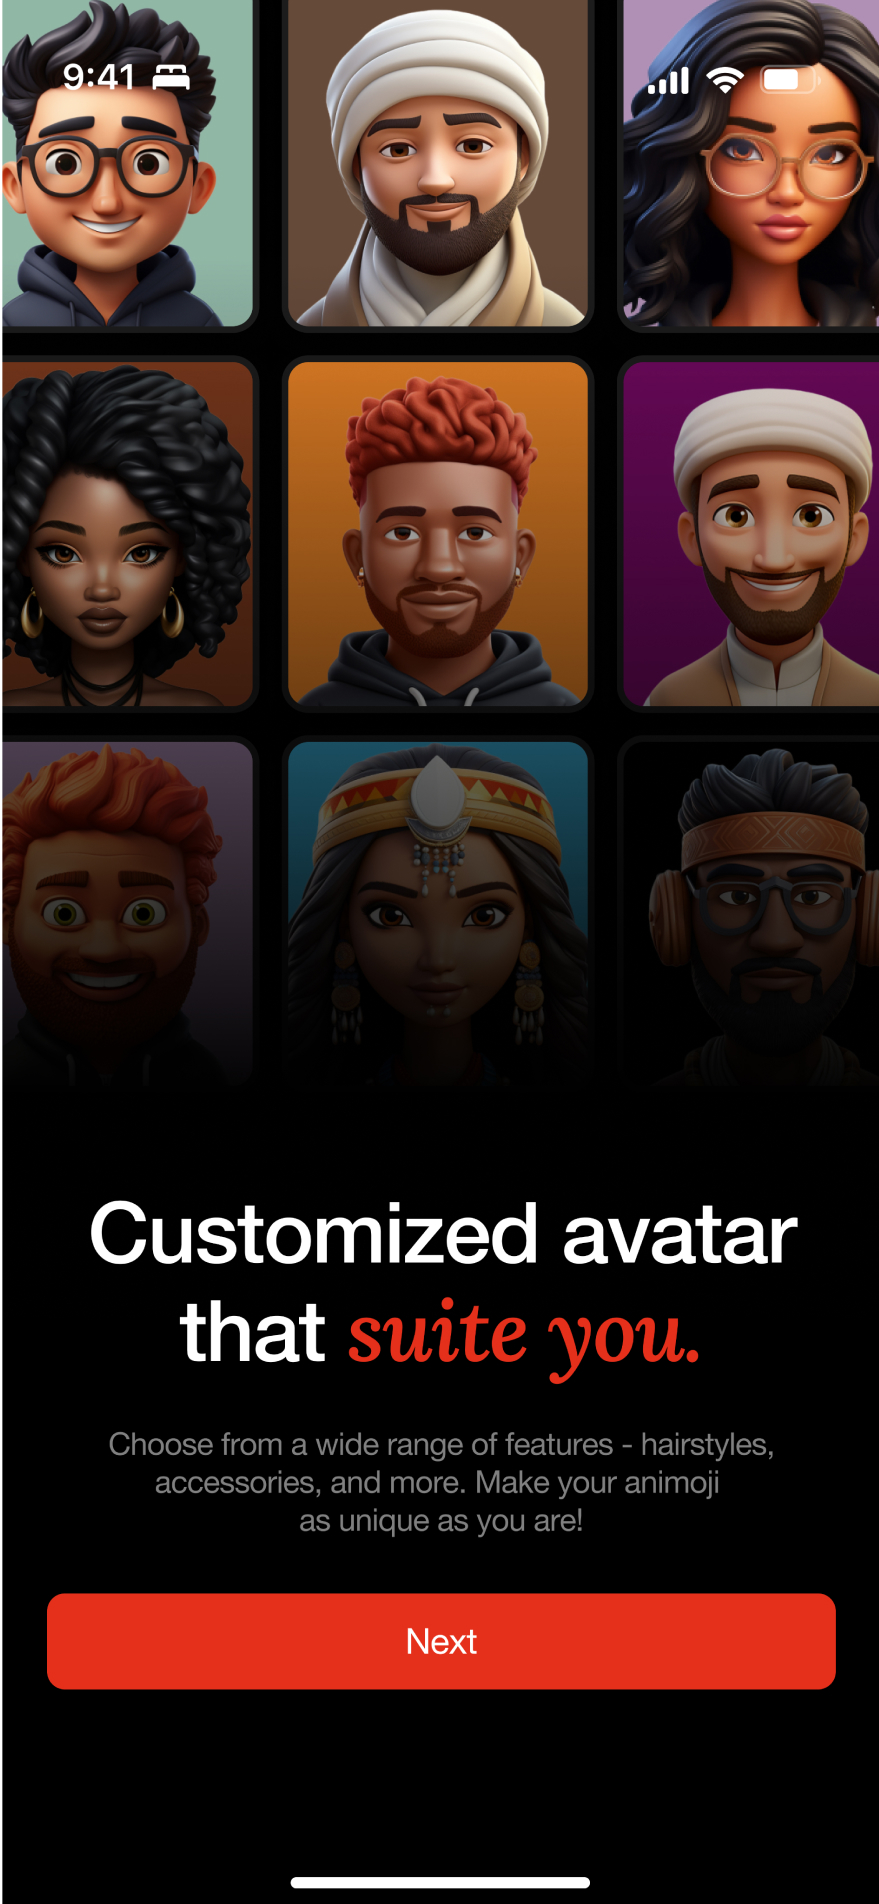 9:41
Customized avatar
that suite you.
Choose from a wide range of features - hairstyles,
accessories, and more. Make your animoji
as unique as you are!
Next